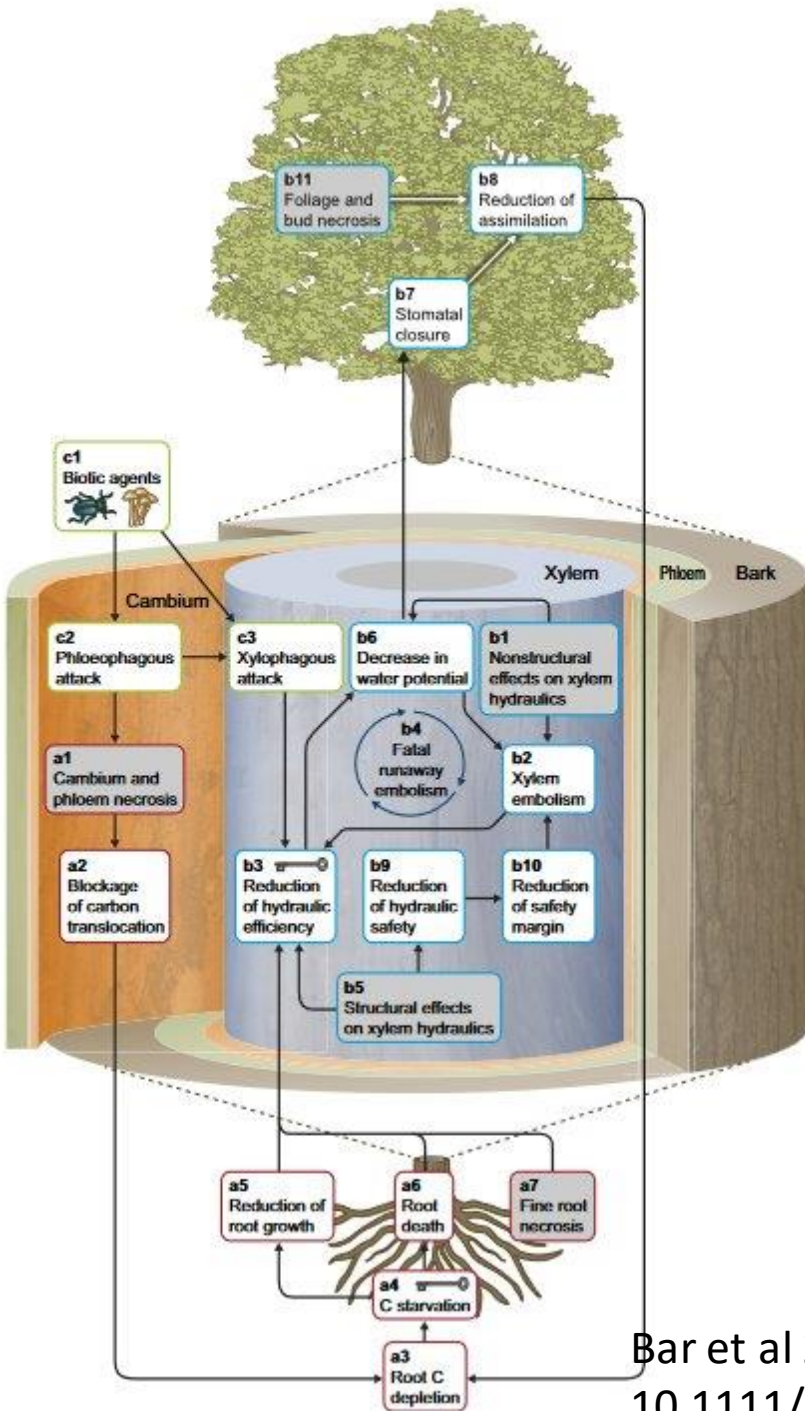 b11
Foliage and
bud necrosis
b8
Reduction of
assimilation
b7
Stomatal
closure
c1
Biotic agents
Xylem
Phloem
Bark
Cambium
c2
Phloeophagous
attack
c3
Xylophagous
attack
b6
Decrease in
water potential
b1
Nonstructural
effects on xylem
hydraulics
b4
Fatal
runaway
embolism
a1
Cambium and
phloem necrosis
b2
Xylem
embolism
a2
Blockage
of carbon
translocation
b3
Reduction
of hydraulic
efficiency
b9
Reduction
of hydraulic
safety
b10
Reduction
of safety
margin
b5
Structural effects
on xylem hydraulics
a5
Reduction of
root growth
a6
Root
death
a7
Fine root
necrosis
a4
C starvation
a3
Root C
depletion
Bar et al
10.1111/